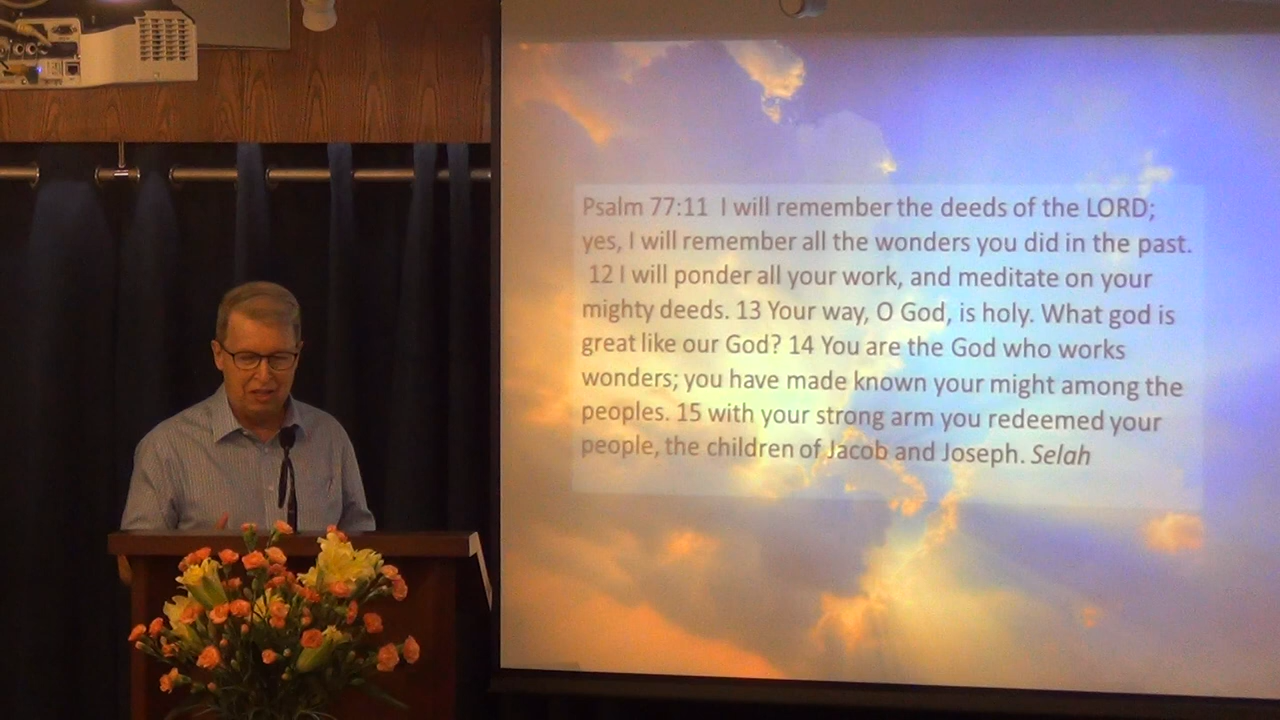 Psalm 77:11 I will remember the deeds of the LORD;
yes, I will remember all the wonders you did in the past.
12 I will ponder all your work, and meditate on your
mighty deeds. 13 Your way, O God, is holy. What god is
great like our God? 14 You are the God who works
wonders; you have made known your might among the
peoples. 15 with your strong arm you redeemed your
people, the children of Jacob and Joseph. Selah